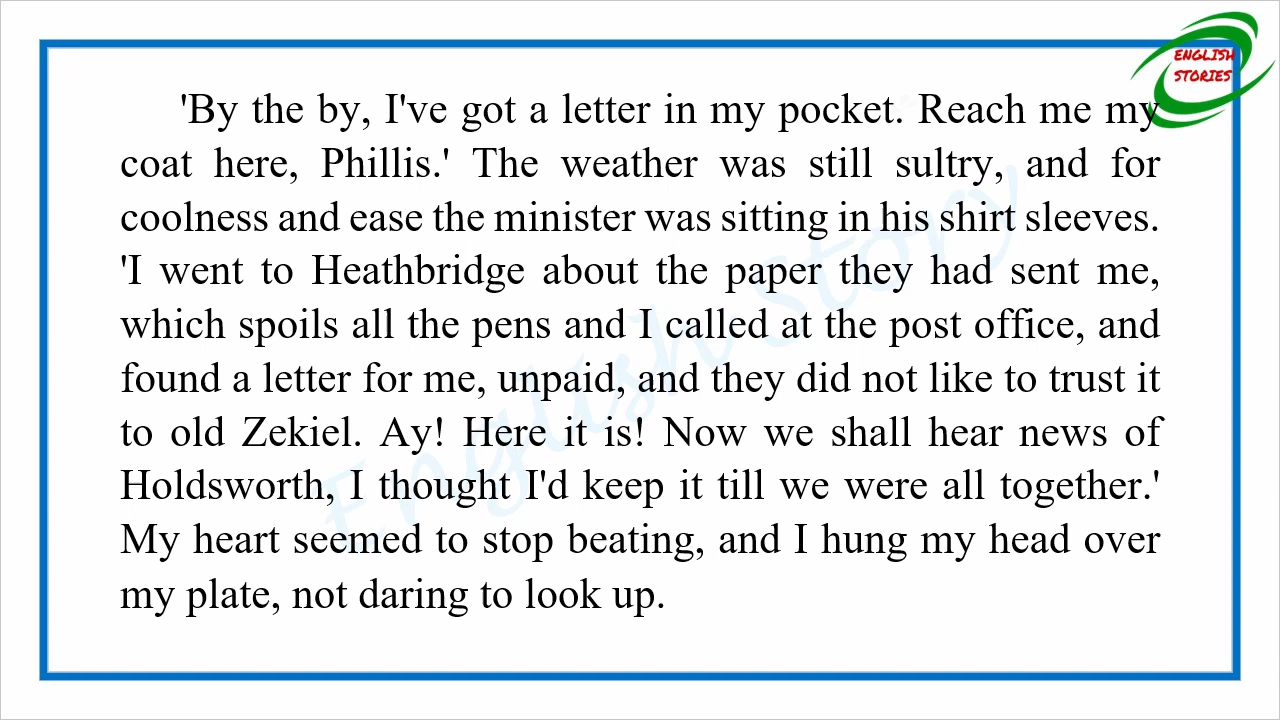 ENGLISH
STORIES
'By the by, I've got a letter in my pocket. Reach me my
coat here, Phillis.' The weather was still sultry, and for
coolness and ease the minister was sitting in his shirt sleeves.
'I went to Heathbridge about the paper they had sent me,
which spoils all the pens and I called at the post office, and
found a letter for me, unpaid, and they did not like to trust it
to old Zekiel. Ay! Here it is! Now we shall hear news of
Holdsworth, I thought I'd keep it till we were all together.'
My heart seemed to stop beating, and I hung my head over
my plate, not daring to look up.
English Story